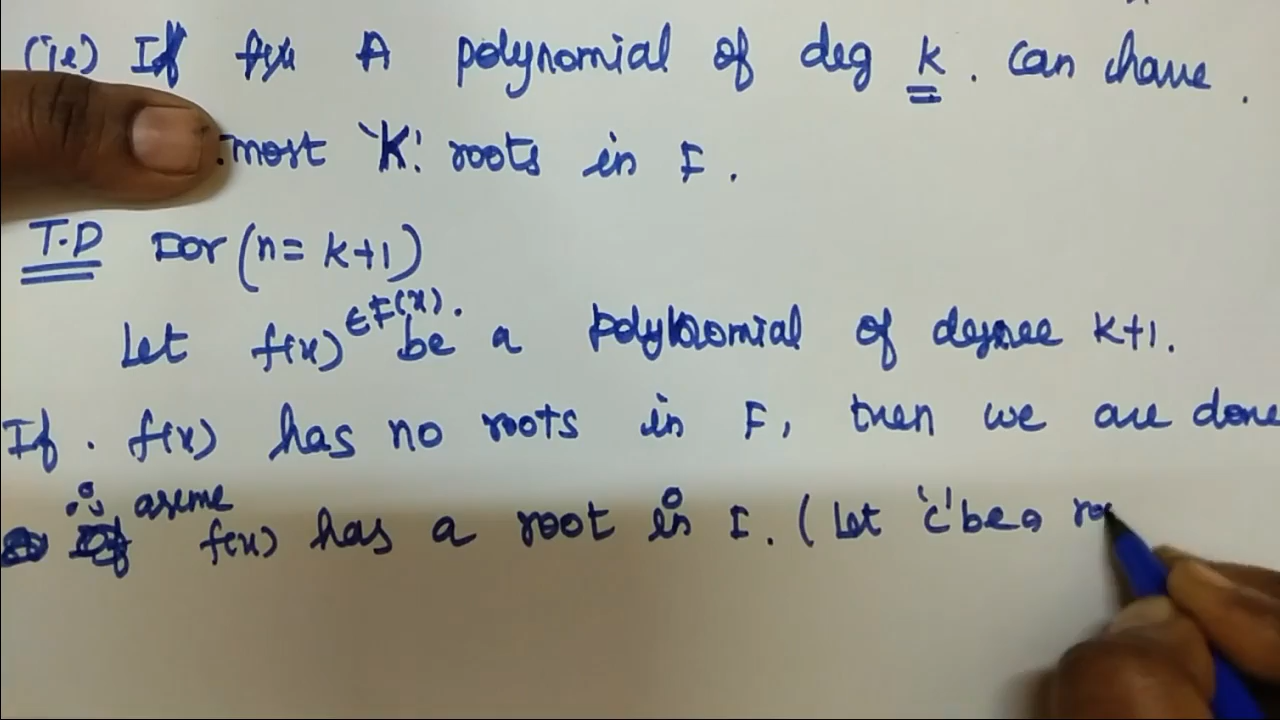 (ie) If f(x A polynomial of deg k. can have.
most 'K' roots in F.
T.P For (n = k+1)
Let f(x) ∈ F(x). be a polynomial of degree k+1.
If. f(x) has no roots in F, then we are done
∴ assume f(x) has a root in F. (Let 'c' be a ro